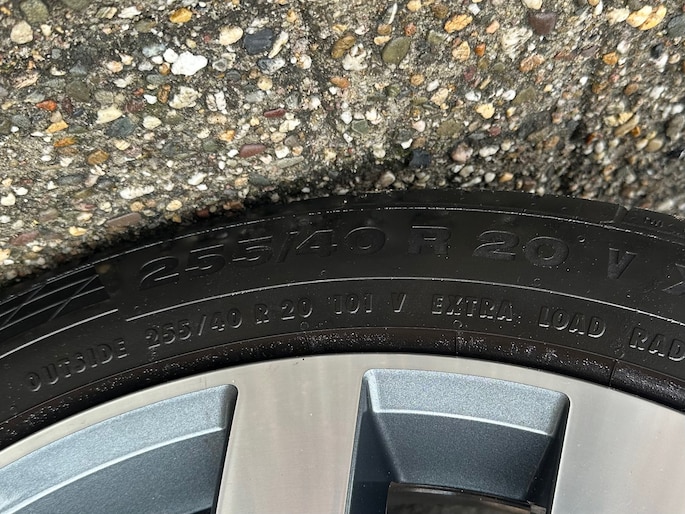 255/40 R 20 V X
OUTSIDE 255/40 R 20 101 V EXTRA LOAD RAD